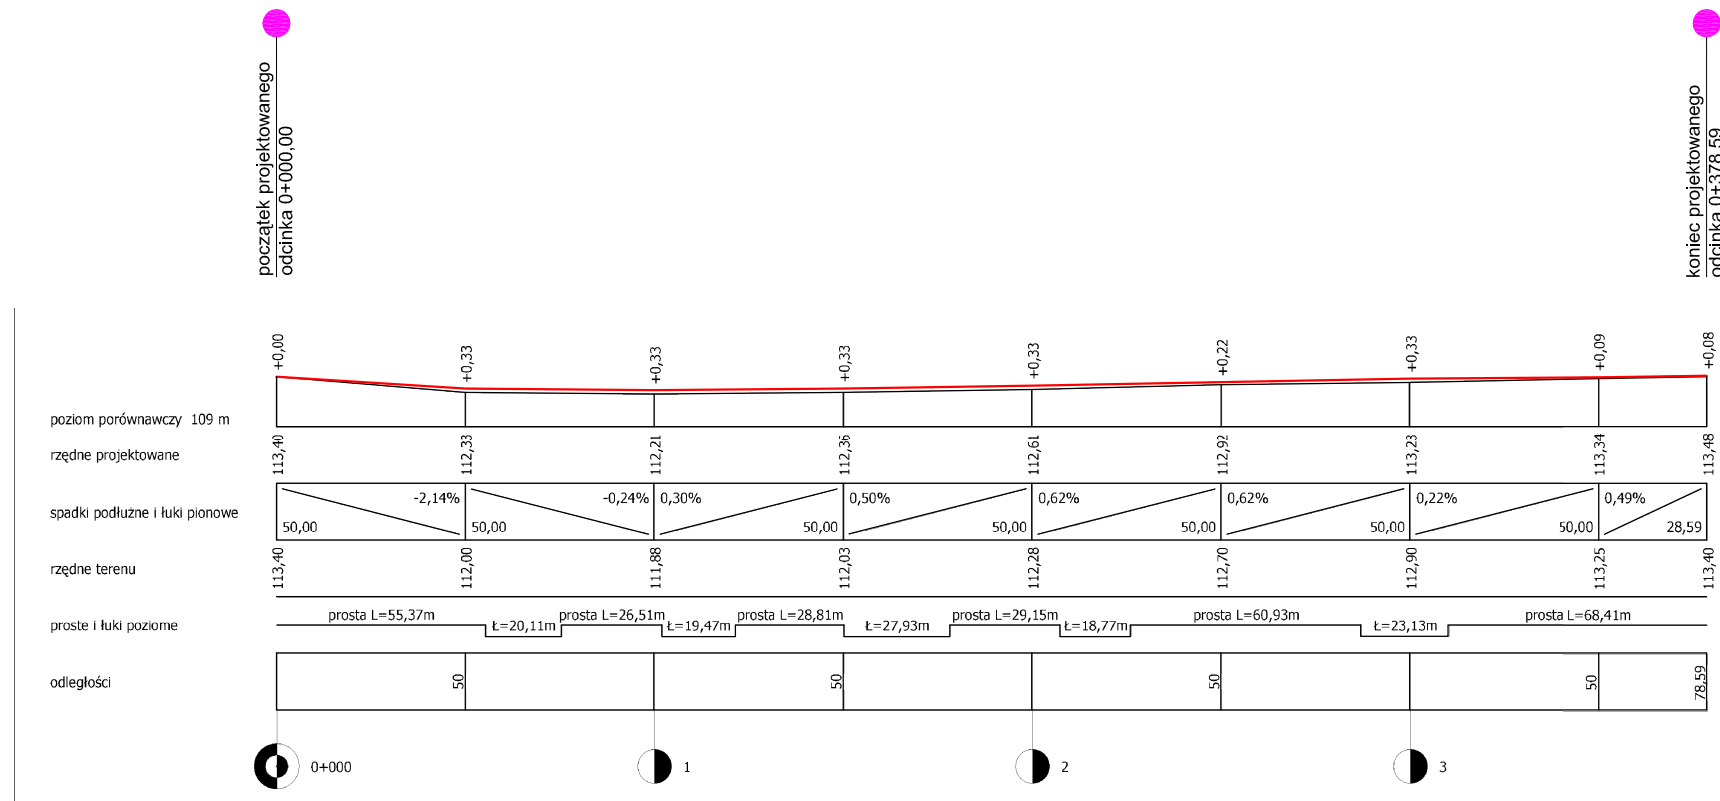 początek projektowanego
odcinka 0+000,00
koniec projektowanego
odcinka 0+378,59
+0,00 +0,33 +0,33 +0,33 +0,33 +0,22 +0,33 +0,09 +0,08
poziom porównawczy 109 m
rzędne projektowane 113,40 112,33 112,21 112,36 112,61 112,92 113,23 113,34 113,48
-2,14% -0,24% 0,30% 0,50% 0,62% 0,62% 0,22% 0,49%
spadki podłużne i łuki pionowe
50,00 50,00 50,00 50,00 50,00 50,00 50,00 28,59
rzędne terenu 113,40 112,00 111,88 112,03 112,28 112,70 112,90 113,25 113,40
prosta L=55,37m prosta L=26,51m prosta L=28,81m prosta L=29,15m prosta L=60,93m prosta L=68,41m
proste i łuki poziome Ł=20,11m Ł=19,47m Ł=27,93m Ł=18,77m Ł=23,13m
odległości 50 50 50 50 78,59
0+000 1 2 3